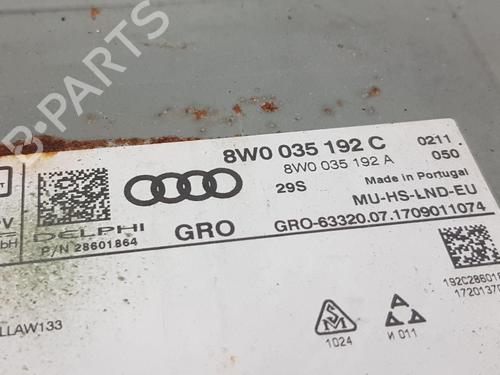 B-PARTS
8W0 035 192 C 0211
8W0 035 192 A 050
29S Made in Portugal
MU-HS-LND-EU
DELPHI GRO GRO-63320.07.1709011074
P/N 28601864
LLAW133
1024
И 011